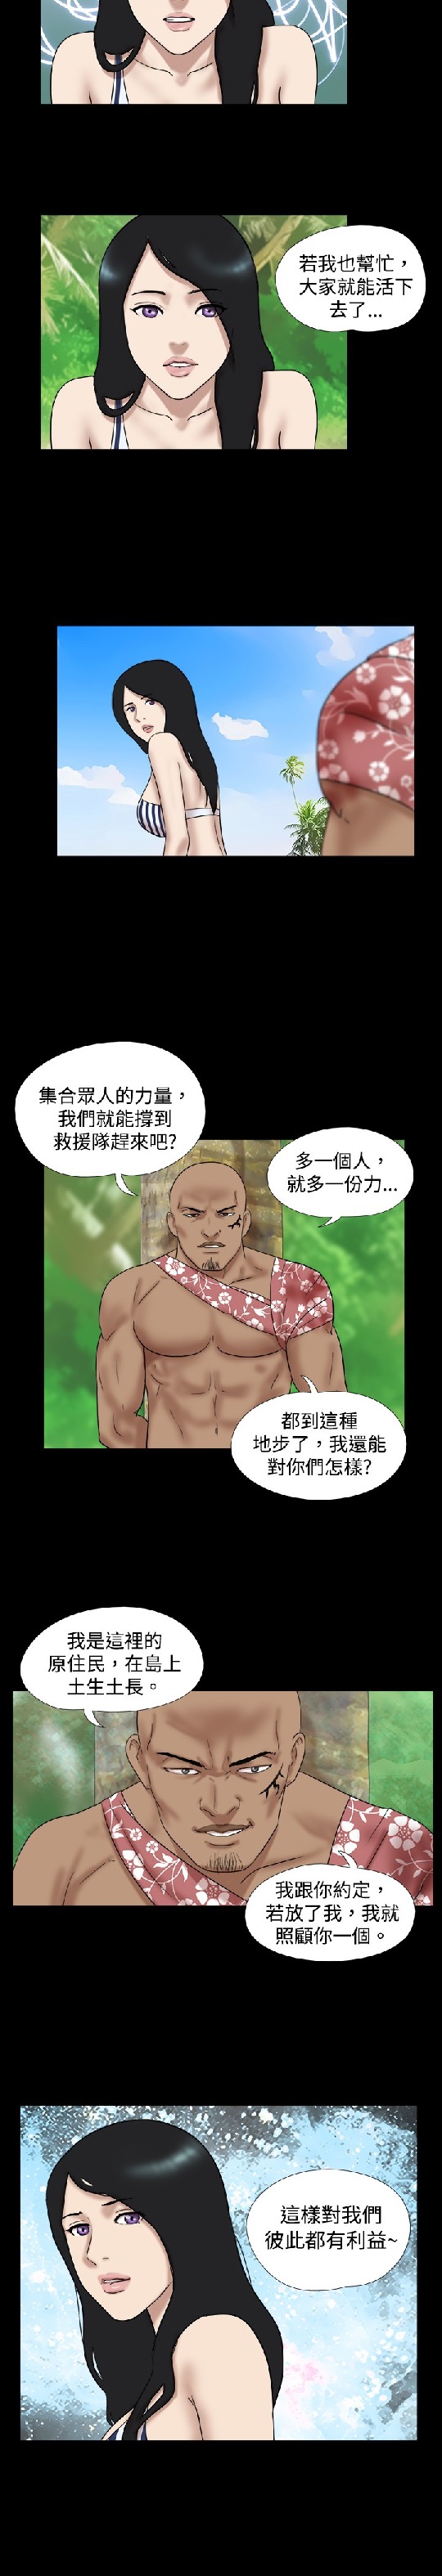 若我也幫忙，
大家就能活下
去了...
集合眾人的力量，
我們就能撐到
救援隊趕來吧?
多一個人，
就多一份力...
都到這種
地步了，我還能
對你們怎樣?
我是這裡的
原住民，在島上
土生土長。
我跟你約定，
若放了我，我就
照顧你一個。
這樣對我們
彼此都有利益~